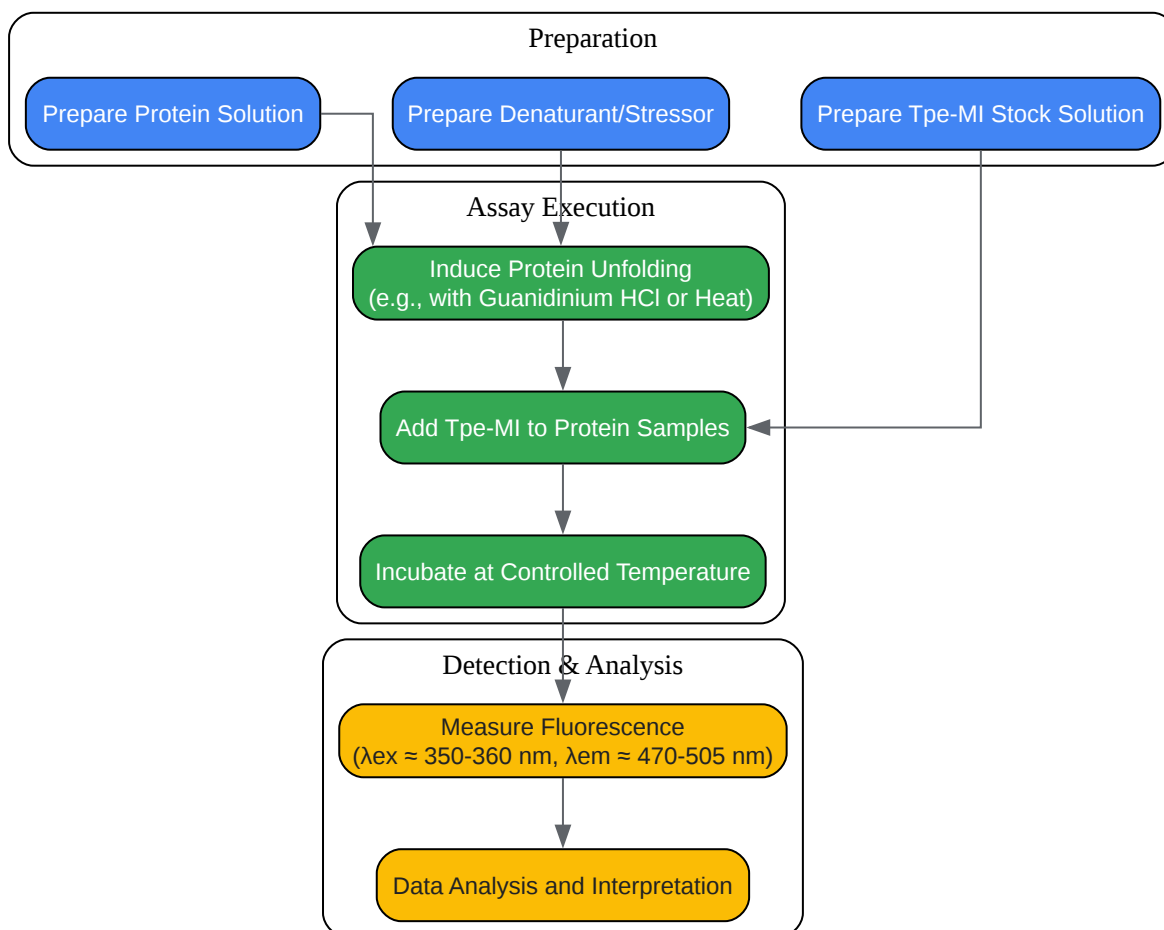 Preparation
Prepare Protein Solution
Prepare Denaturant/Stressor
Prepare Tpe-MI Stock Solution
Assay Execution
Induce Protein Unfolding
(e.g., with Guanidinium HCl or Heat)
Add Tpe-MI to Protein Samples
Incubate at Controlled Temperature
Detection & Analysis
Measure Fluorescence
(λex ≈ 350-360 nm, λem ≈ 470-505 nm)
Data Analysis and Interpretation